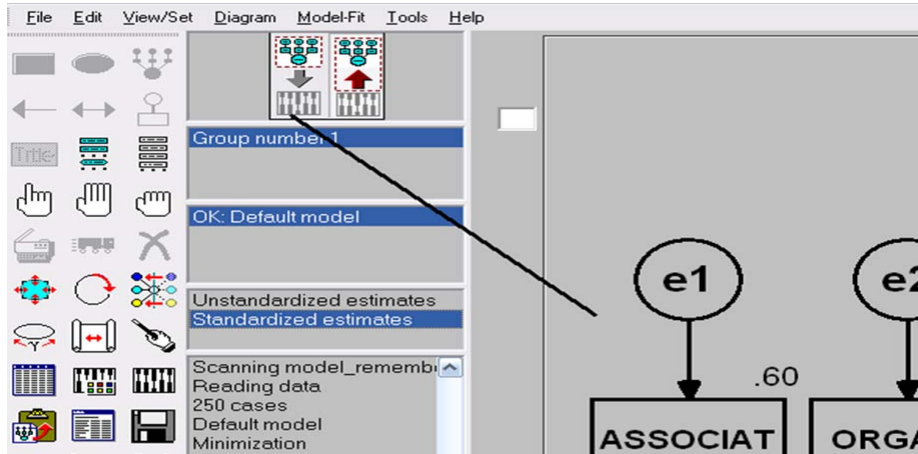 File Edit View/Set Diagram Model-Fit Tools Help
Title
Group number 1
OK: Default model
Unstandardized estimates
Standardized estimates
Scanning model_rememb
Reading data
250 cases
Default model
Minimization
e1
e2
.60
ASSOCIAT
ORGA